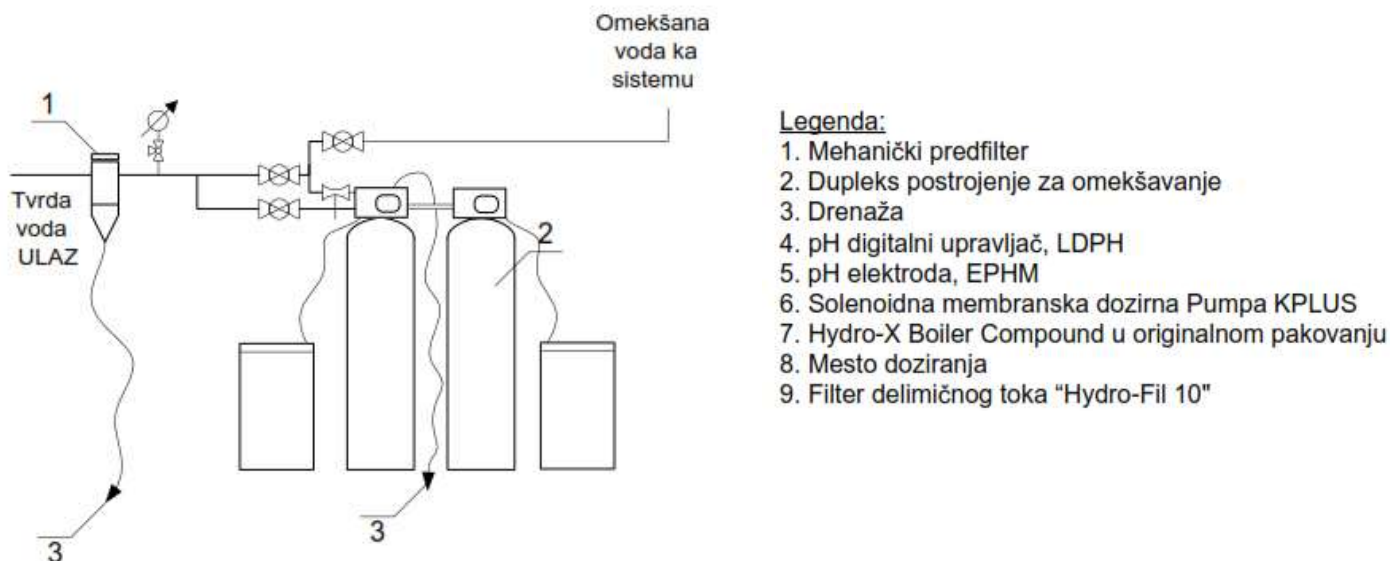 Omekšana
voda ka
sistemu
1
Tvrda
voda
ULAZ
2
3
3
Legenda:
1. Mehanički predfilter
2. Dupleks postrojenje za omekšavanje
3. Drenaža
4. pH digitalni upravljač, LDPH
5. pH elektroda, EPHM
6. Solenoidna membranska dozirna Pumpa KPLUS
7. Hydro-X Boiler Compound u originalnom pakovanju
8. Mesto doziranja
9. Filter delimičnog toka “Hydro-Fil 10"